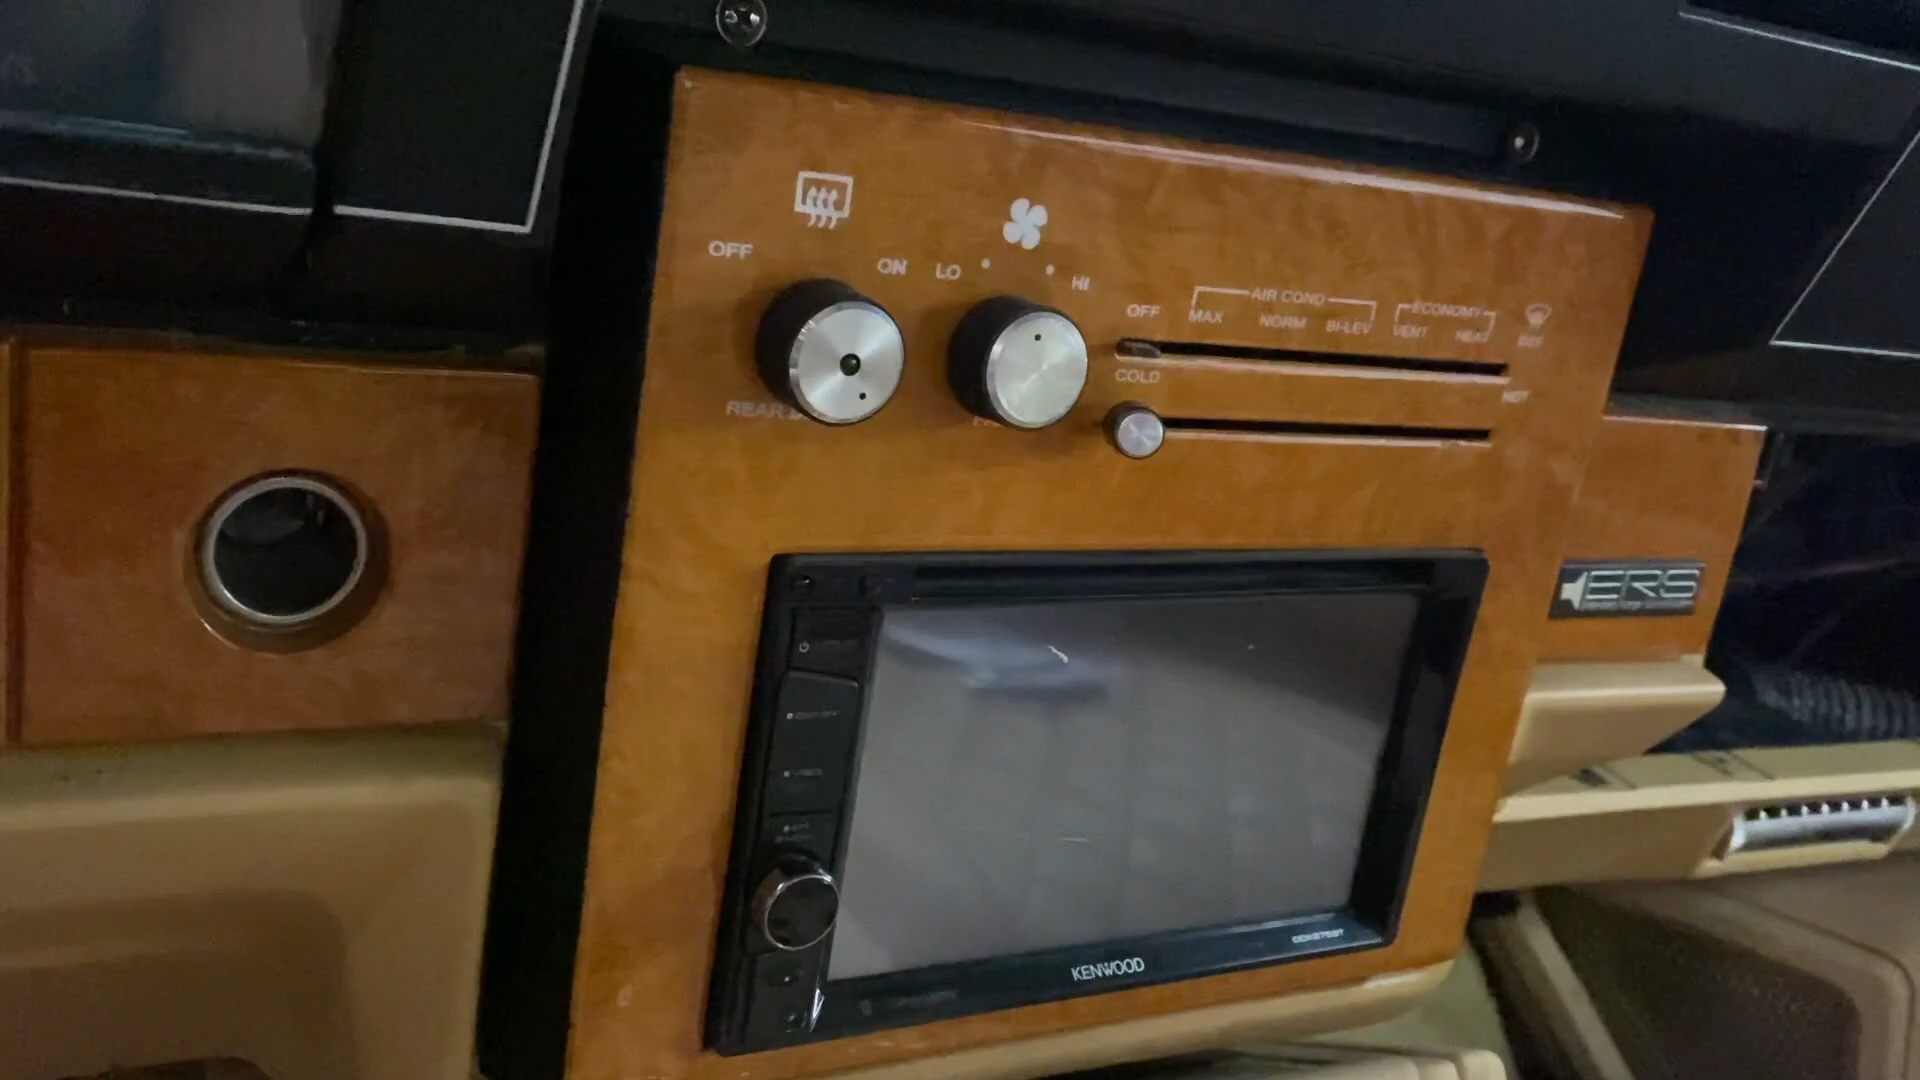 OFF
ON
LO
HI
OFF
AIR COND
MAX
NORM
BI-LEV
ECONOMY
VENT
HEAT
DEF
COLD
HOT
REAR
ERS
KENWOOD